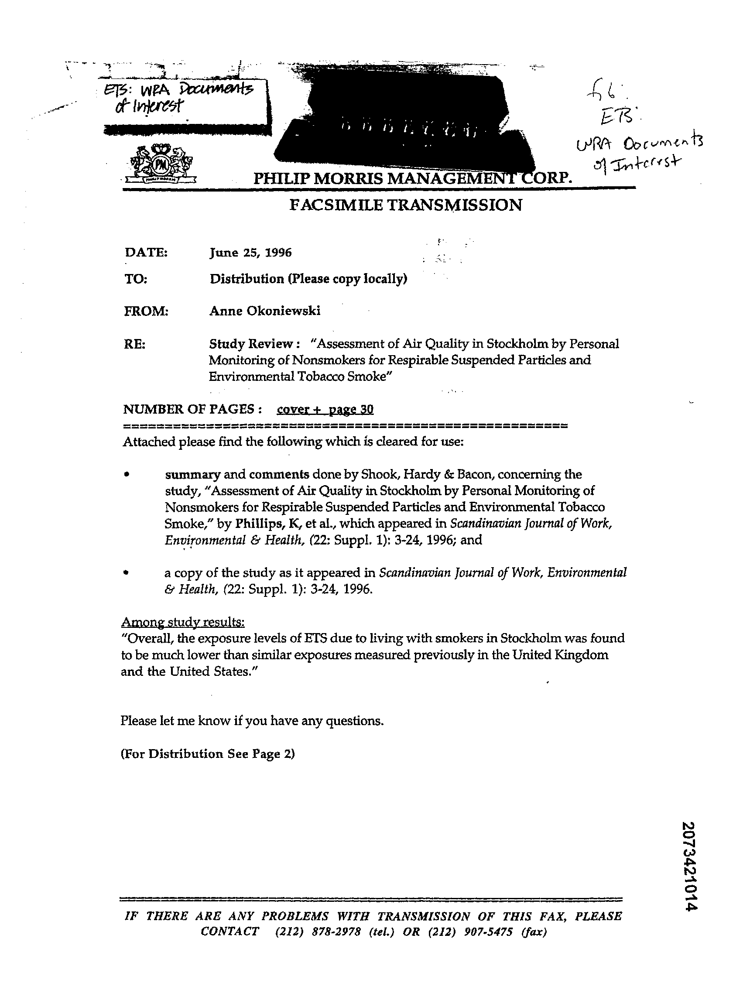 ETS: WRA Documents
of Interest
ETS:
WRA Documents
of Interest
PM
PHILIP MORRIS MANAGEMENT CORP.
FACSIMILE TRANSMISSION
DATE: June 25, 1996
TO: Distribution (Please copy locally)
FROM: Anne Okoniewski
RE: Study Review : "Assessment of Air Quality in Stockholm by Personal
Monitoring of Nonsmokers for Respirable Suspended Particles and
Environmental Tobacco Smoke"
NUMBER OF PAGES : cover + page 30
Attached please find the following which is cleared for use:
• summary and comments done by Shook, Hardy & Bacon, concerning the
study, "Assessment of Air Quality in Stockholm by Personal Monitoring of
Nonsmokers for Respirable Suspended Particles and Environmental Tobacco
Smoke," by Phillips, K, et al., which appeared in Scandinavian Journal of Work,
Environmental & Health, (22: Suppl. 1): 3-24, 1996; and
• a copy of the study as it appeared in Scandinavian Journal of Work, Environmental
& Health, (22: Suppl. 1): 3-24, 1996.
Among study results:
"Overall, the exposure levels of ETS due to living with smokers in Stockholm was found
to be much lower than similar exposures measured previously in the United Kingdom
and the United States."
Please let me know if you have any questions.
(For Distribution See Page 2)
2073421014
IF THERE ARE ANY PROBLEMS WITH TRANSMISSION OF THIS FAX, PLEASE
CONTACT (212) 878-2978 (tel.) OR (212) 907-5475 (fax)